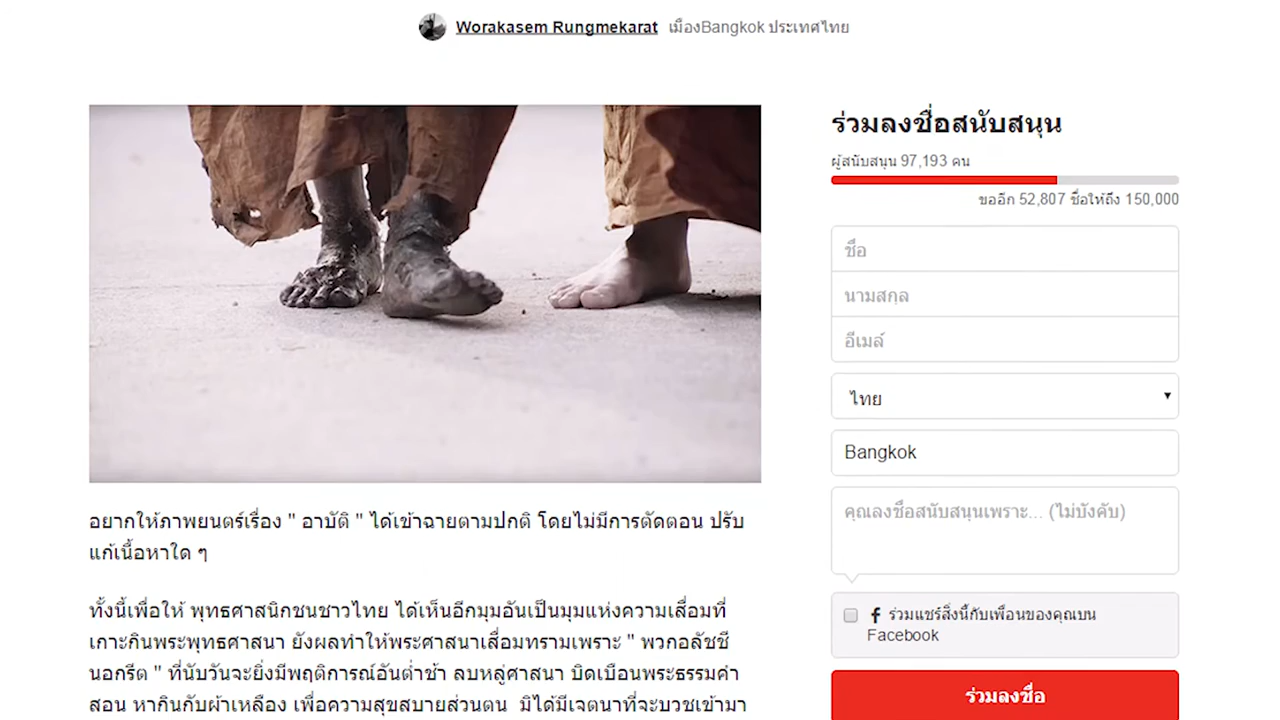 Worakasem Rungmekarat เมืองBangkok ประเทศไทย
ร่วมลงชื่อสนับสนุน
ผู้สนับสนุน 97,193 คน
ขออีก 52,807 ชื่อให้ถึง 150,000
ชื่อ
นามสกุล
อีเมล์
ไทย
Bangkok
คุณลงชื่อสนับสนุนเพราะ... (ไม่บังคับ)
ร่วมแชร์สิ่งนี้กับเพื่อนของคุณบน
Facebook
ร่วมลงชื่อ
อยากให้ภาพยนตร์เรื่อง " อาบัติ " ได้เข้าฉายตามปกติ โดยไม่มีการตัดตอน ปรับ
แก้เนื้อหาใด ๆ
ทั้งนี้เพื่อให้ พุทธศาสนิกชนชาวไทย ได้เห็นอีกมุมอันเป็นมุมแห่งความเสื่อมที่
เกาะกินพระพุทธศาสนา ยังผลทำให้พระศาสนาเสื่อมทรามเพราะ " พวกอลัชชี
นอกรีต " ที่นับวันจะยิ่งมีพฤติการณ์อันต่ำช้า ลบหลู่ศาสนา บิดเบือนพระธรรมคำ
สอน หากินกับผ้าเหลือง เพื่อความสุขสบายส่วนตน มิได้มีเจตนาที่จะบวชเข้ามา